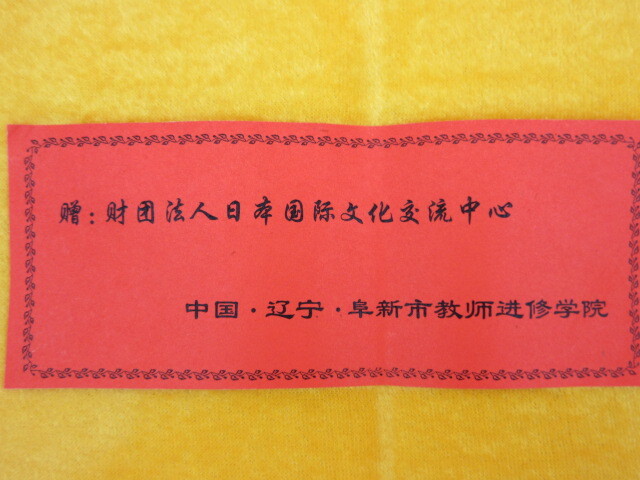 赠：财团法人日本国际文化交流中心
中国·辽宁·阜新市教师进修学院